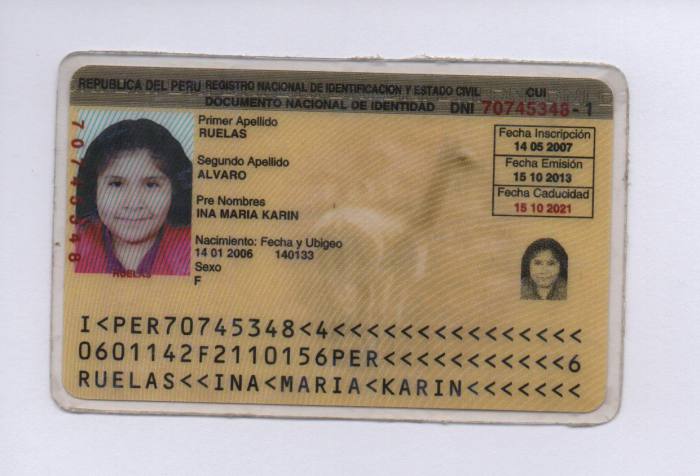 REPUBLICA DEL PERU REGISTRO NACIONAL DE IDENTIFICACION Y ESTADO CIVIL CUI
DOCUMENTO NACIONAL DE IDENTIDAD DNI 70745348 - 1
70745348
Primer Apellido
RUELAS
Segundo Apellido
ALVARO
Pre Nombres
INA MARIA KARIN
Nacimiento: Fecha y Ubigeo
14 01 2006 140133
Sexo
F
RUELAS
Fecha Inscripción
14 05 2007
Fecha Emisión
15 10 2013
Fecha Caducidad
15 10 2021
I<PER70745348<4<<<<<<<<<<<<<<<
0601142F2110156PER<<<<<<<<<<<6
RUELAS<<INA<MARIA<KARIN<<<<<<<